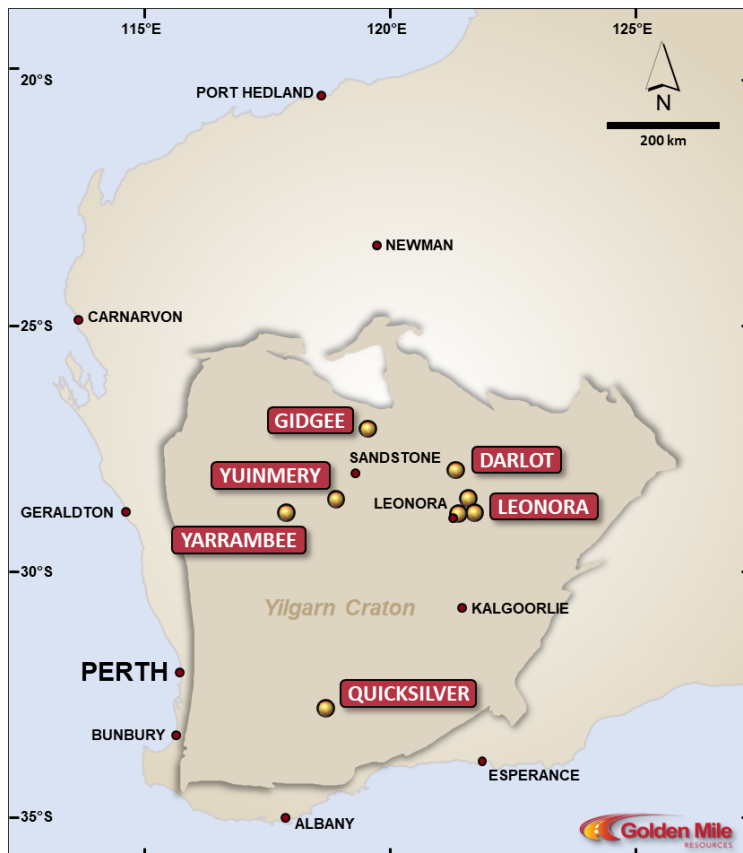 115°E
120°E
125°E
20°S
PORT HEDLAND
N
200 km
NEWMAN
CARNARVON
25°S
GIDGEE
SANDSTONE
DARLOT
YUINMERY
LEONORA
LEONORA
GERALDTON
YARRAMBEE
30°S
Yilgarn Craton
KALGOORLIE
PERTH
QUICKSILVER
BUNBURY
ESPERANCE
35°S
ALBANY
Golden Mile
RESOURCES